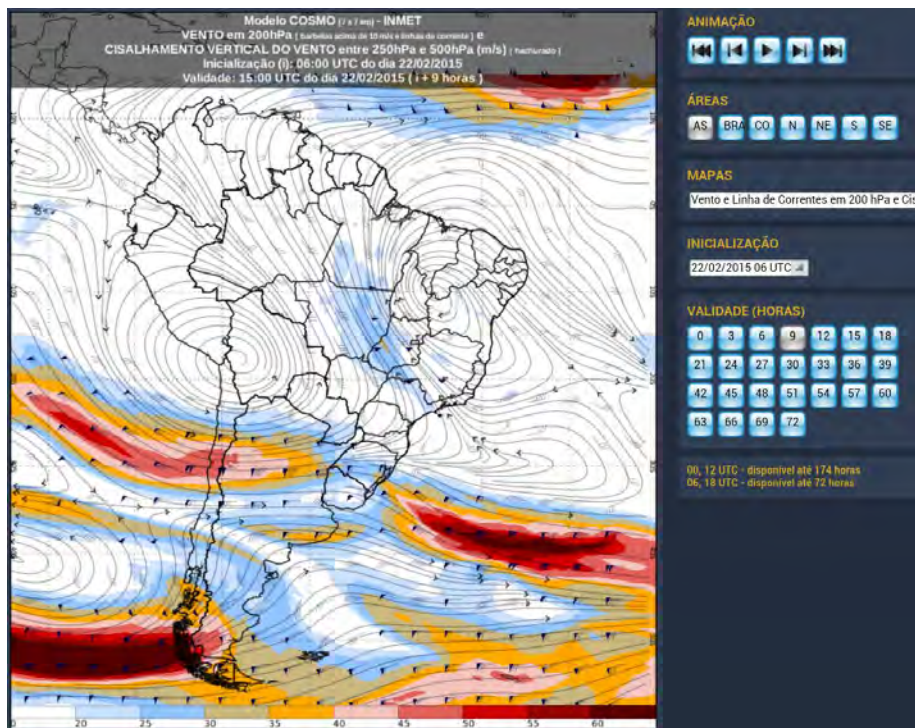 Modelo COSMO (7 x 7 km) - INMET
VENTO em 200hPa ( barbelas acima de 10 m/s e linhas de corrente ) e
CISALHAMENTO VERTICAL DO VENTO entre 250hPa e 500hPa (m/s) ( hachurado )
Inicialização (i): 06:00 UTC do dia 22/02/2015
Validade: 15:00 UTC do dia 22/02/2015 ( i + 9 horas )
20 25 30 35 40 45 50 55 60
ANIMAÇÃO
ÁREAS
AS BRA CO N NE S SE
MAPAS
Vento e Linha de Correntes em 200 hPa e Cis
INICIALIZAÇÃO
22/02/2015 06 UTC
VALIDADE (HORAS)
0 3 6 9 12 15 18
21 24 27 30 33 36 39
42 45 48 51 54 57 60
63 66 69 72
00, 12 UTC - disponível até 174 horas
06, 18 UTC - disponível até 72 horas